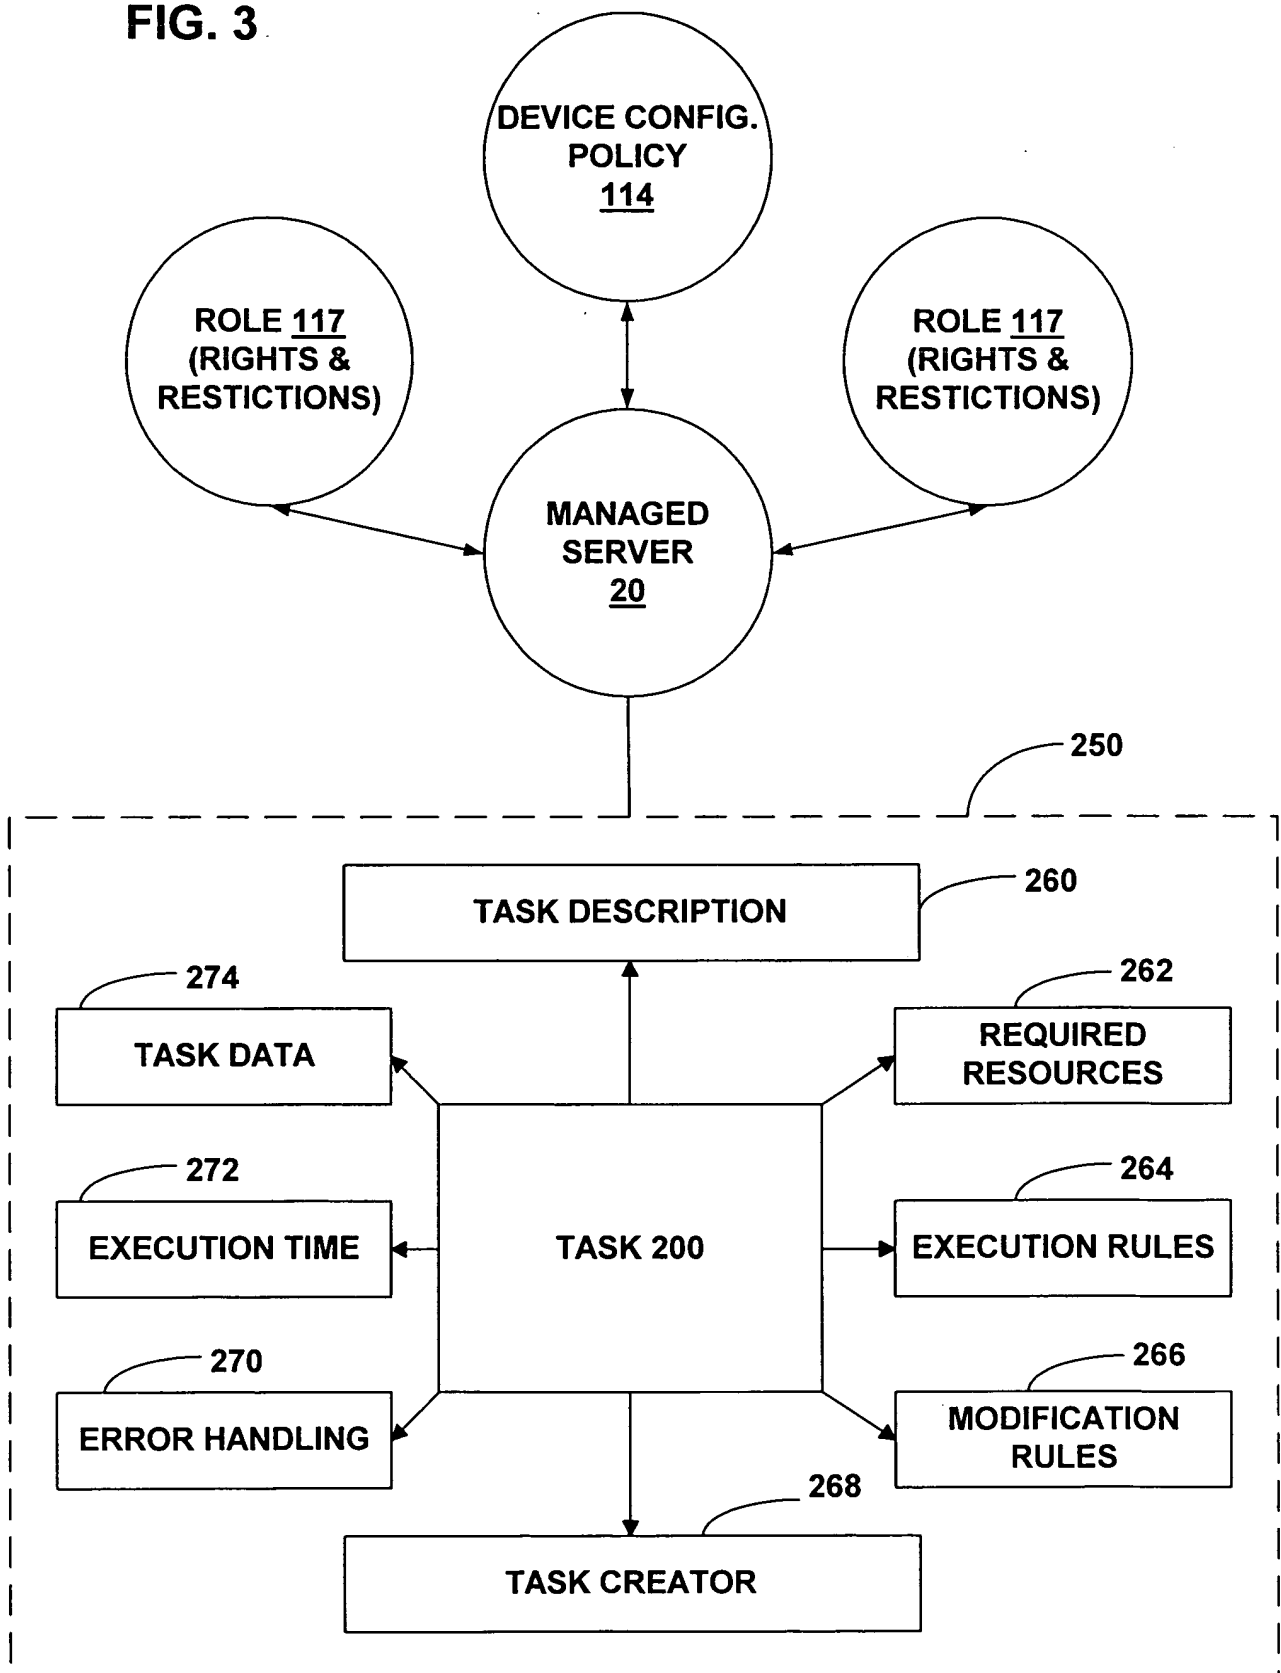 FIG. 3
DEVICE CONFIG.
POLICY
114
ROLE 117
(RIGHTS &
RESTICTIONS)
ROLE 117
(RIGHTS &
RESTICTIONS)
MANAGED
SERVER
20
250
TASK DESCRIPTION
260
274
TASK DATA
262
REQUIRED
RESOURCES
272
EXECUTION TIME
TASK 200
264
EXECUTION RULES
270
ERROR HANDLING
266
MODIFICATION
RULES
268
TASK CREATOR